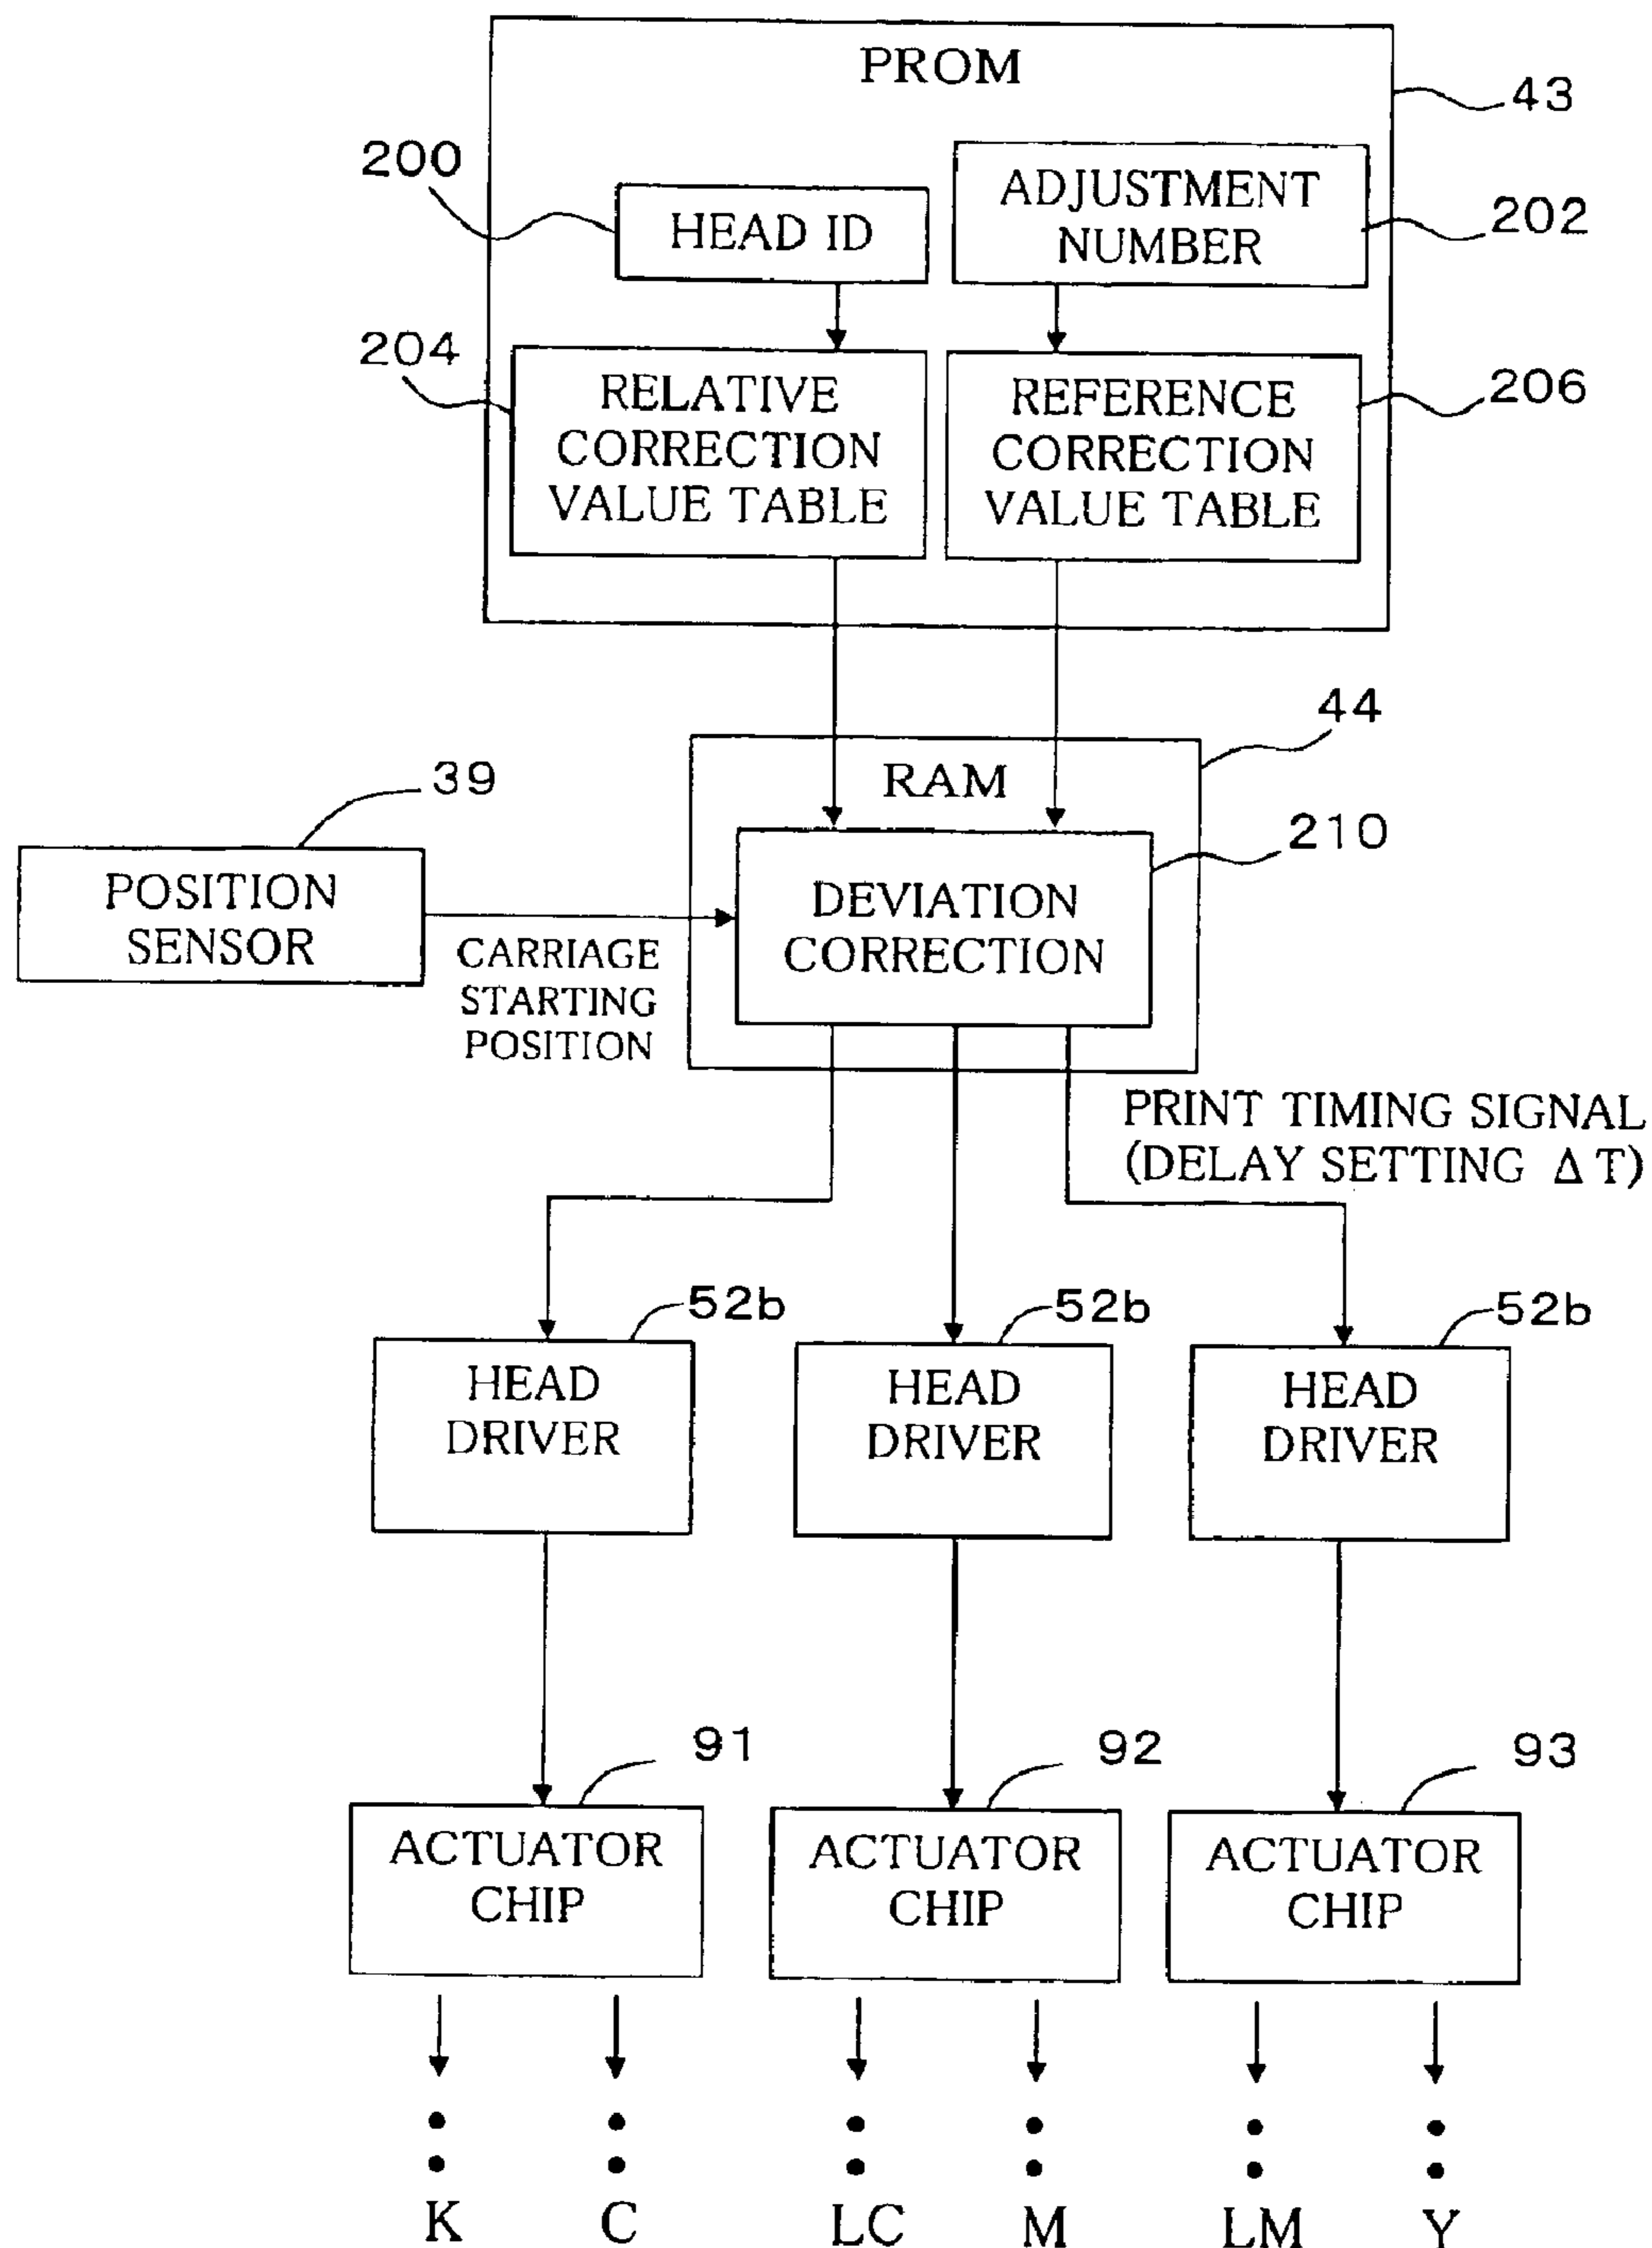 PROM
43
200
HEAD ID
ADJUSTMENT
NUMBER
202
204
RELATIVE
CORRECTION
VALUE TABLE
REFERENCE
CORRECTION
VALUE TABLE
206
44
RAM
39
POSITION
SENSOR
210
DEVIATION
CORRECTION
CARRIAGE
STARTING
POSITION
PRINT TIMING SIGNAL
(DELAY SETTING Δ T)
52b
52b
52b
HEAD
DRIVER
HEAD
DRIVER
HEAD
DRIVER
91
92
93
ACTUATOR
CHIP
ACTUATOR
CHIP
ACTUATOR
CHIP
K
C
LC
M
LM
Y